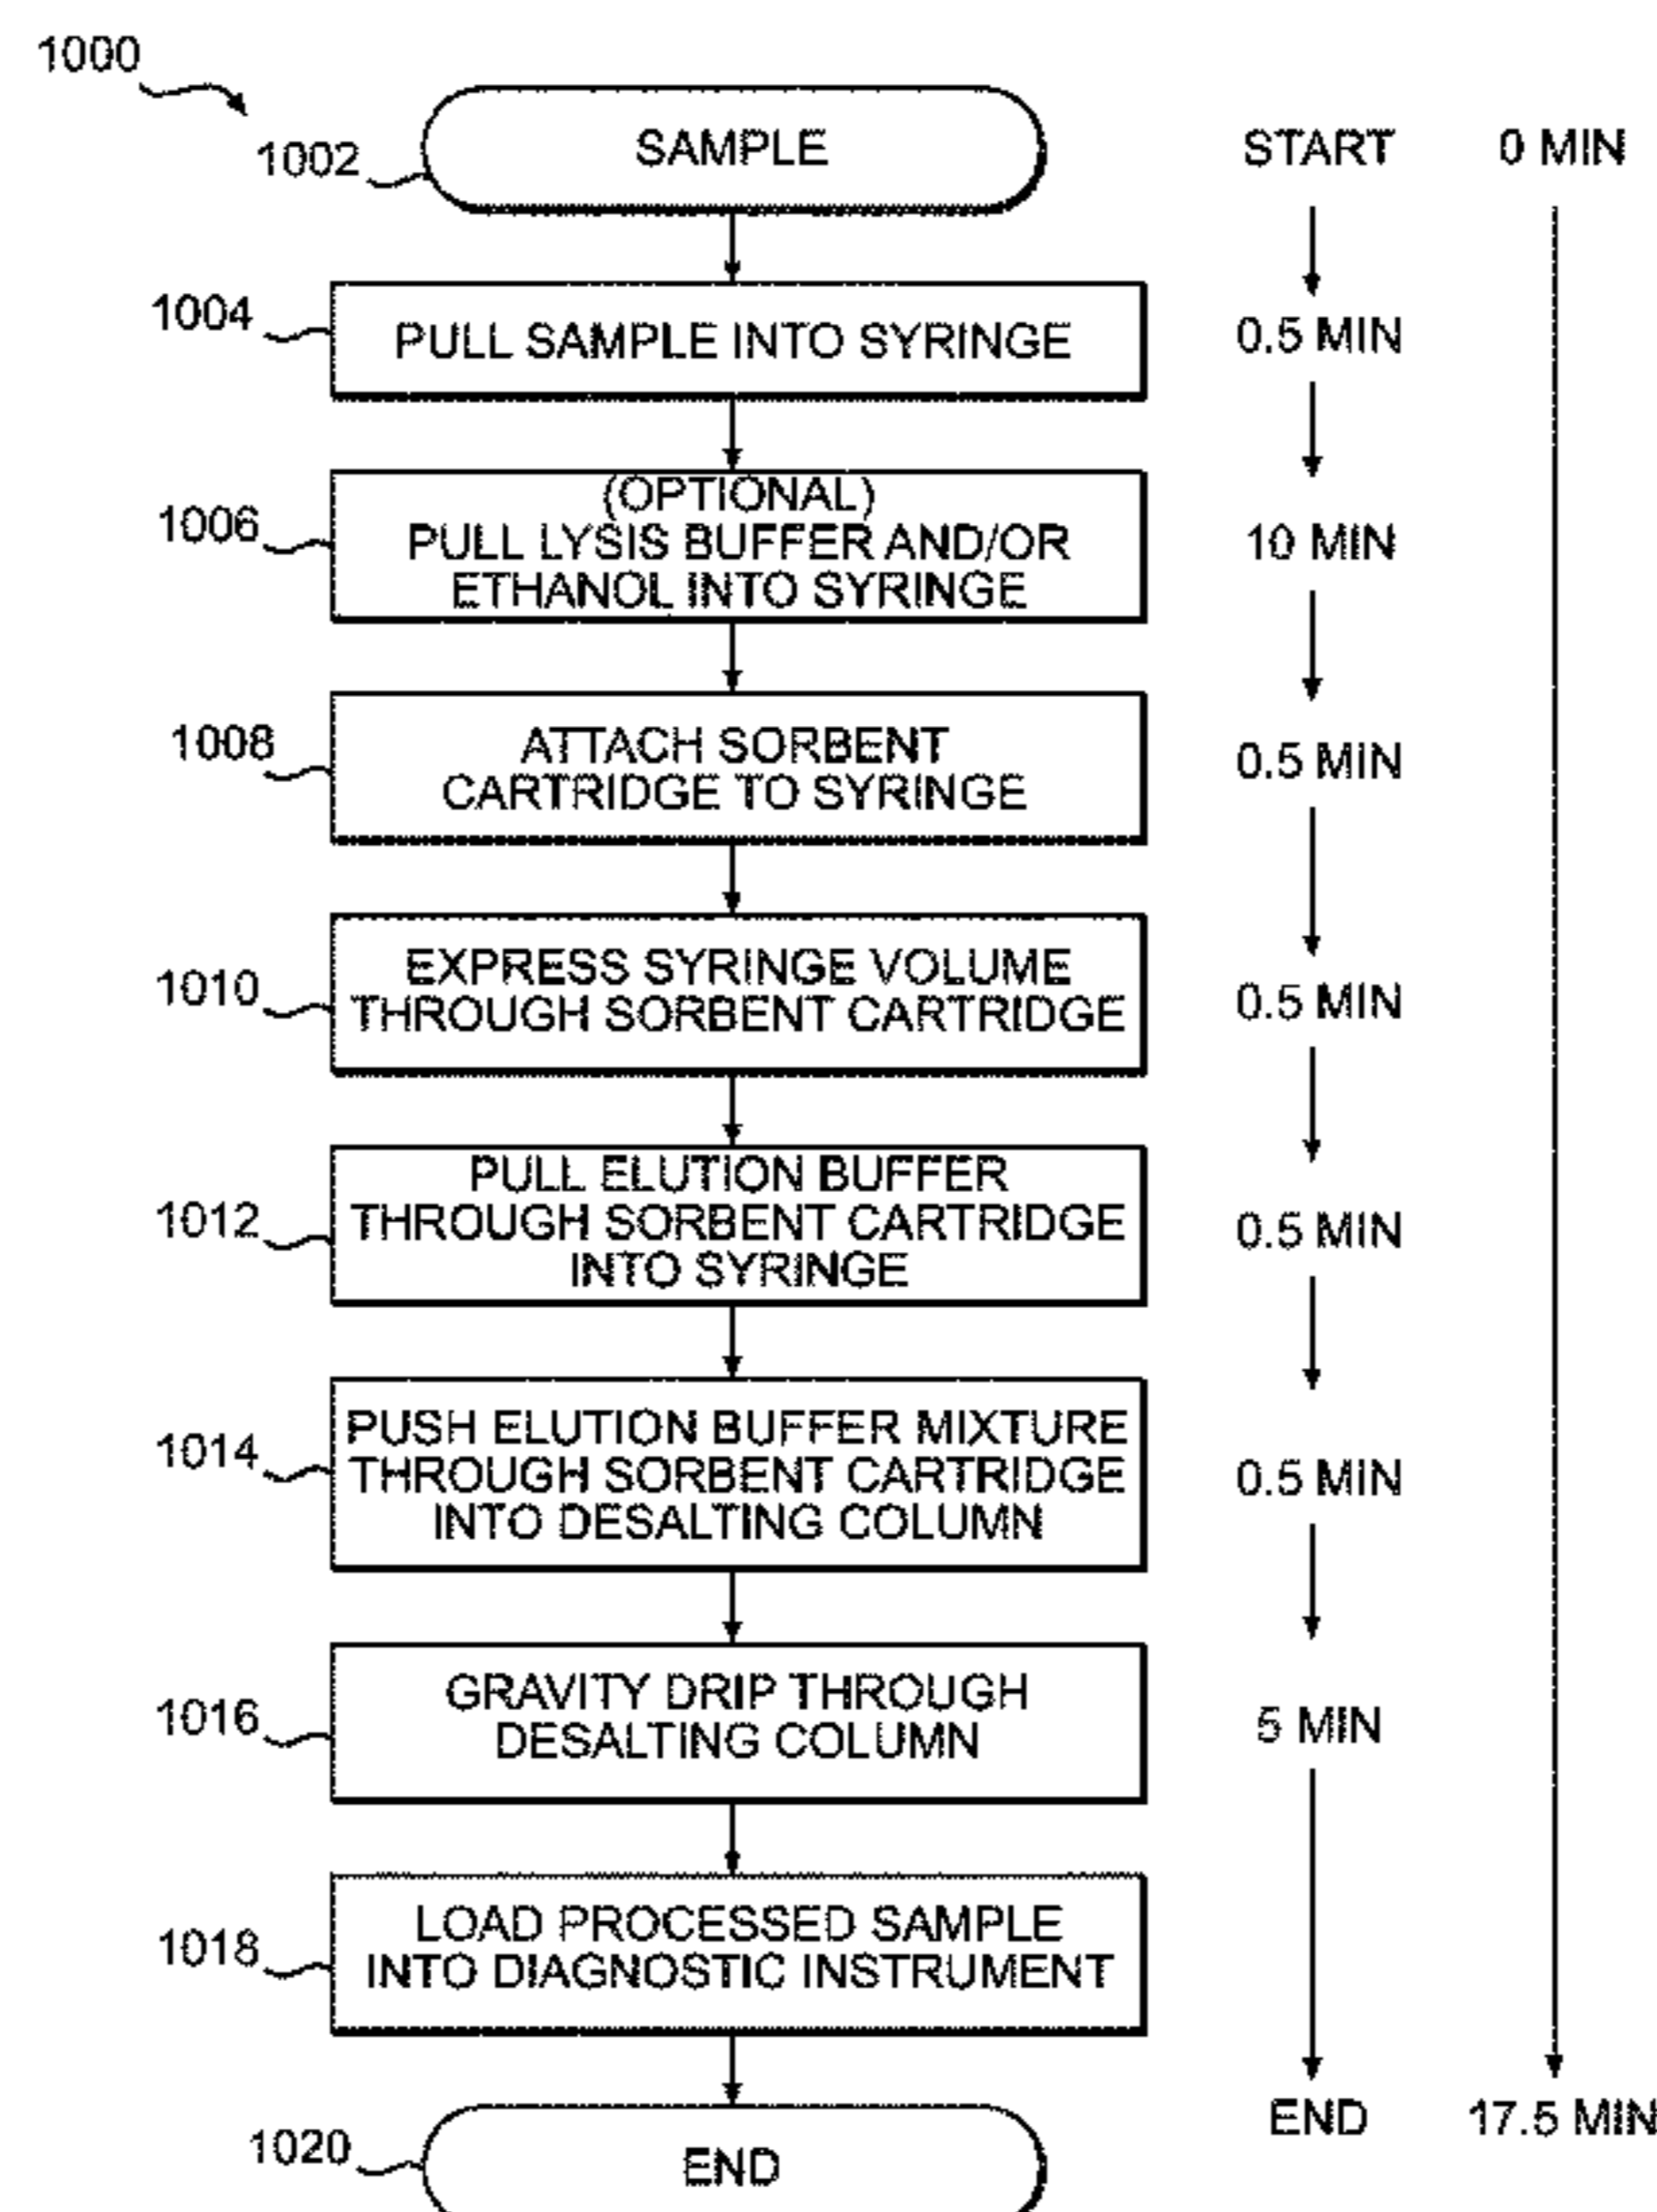 1000
1002
SAMPLE
START
0 MIN
1004
PULL SAMPLE INTO SYRINGE
0.5 MIN
1006
(OPTIONAL)
PULL LYSIS BUFFER AND/OR
ETHANOL INTO SYRINGE
10 MIN
1008
ATTACH SORBENT
CARTRIDGE TO SYRINGE
0.5 MIN
1010
EXPRESS SYRINGE VOLUME
THROUGH SORBENT CARTRIDGE
0.5 MIN
1012
PULL ELUTION BUFFER
THROUGH SORBENT CARTRIDGE
INTO SYRINGE
0.5 MIN
1014
PUSH ELUTION BUFFER MIXTURE
THROUGH SORBENT CARTRIDGE
INTO DESALTING COLUMN
0.5 MIN
1016
GRAVITY DRIP THROUGH
DESALTING COLUMN
5 MIN
1018
LOAD PROCESSED SAMPLE
INTO DIAGNOSTIC INSTRUMENT
1020
END
END
17.5 MIN